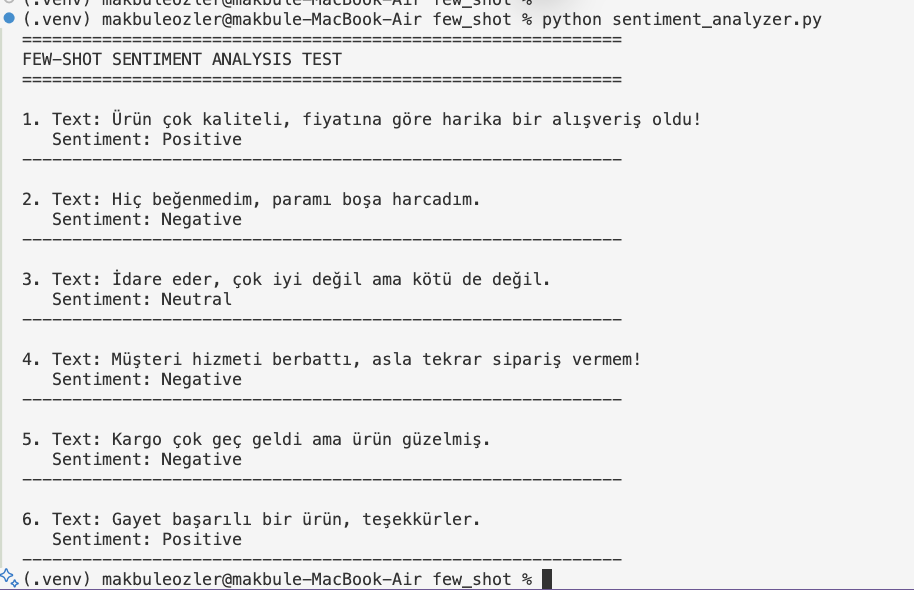 (.venv) makbuleozler@makbule-MacBook-Air few_shot %
(.venv) makbuleozler@makbule-MacBook-Air few_shot % python sentiment_analyzer.py
============================================================
FEW-SHOT SENTIMENT ANALYSIS TEST
============================================================
1. Text: Ürün çok kaliteli, fiyatına göre harika bir alışveriş oldu!
Sentiment: Positive
------------------------------------------------------------
2. Text: Hiç beğenmedim, paramı boşa harcadım.
Sentiment: Negative
------------------------------------------------------------
3. Text: İdare eder, çok iyi değil ama kötü de değil.
Sentiment: Neutral
------------------------------------------------------------
4. Text: Müşteri hizmeti berbattı, asla tekrar sipariş vermem!
Sentiment: Negative
------------------------------------------------------------
5. Text: Kargo çok geç geldi ama ürün güzelmiş.
Sentiment: Negative
------------------------------------------------------------
6. Text: Gayet başarılı bir ürün, teşekkürler.
Sentiment: Positive
------------------------------------------------------------
(.venv) makbuleozler@makbule-MacBook-Air few_shot %